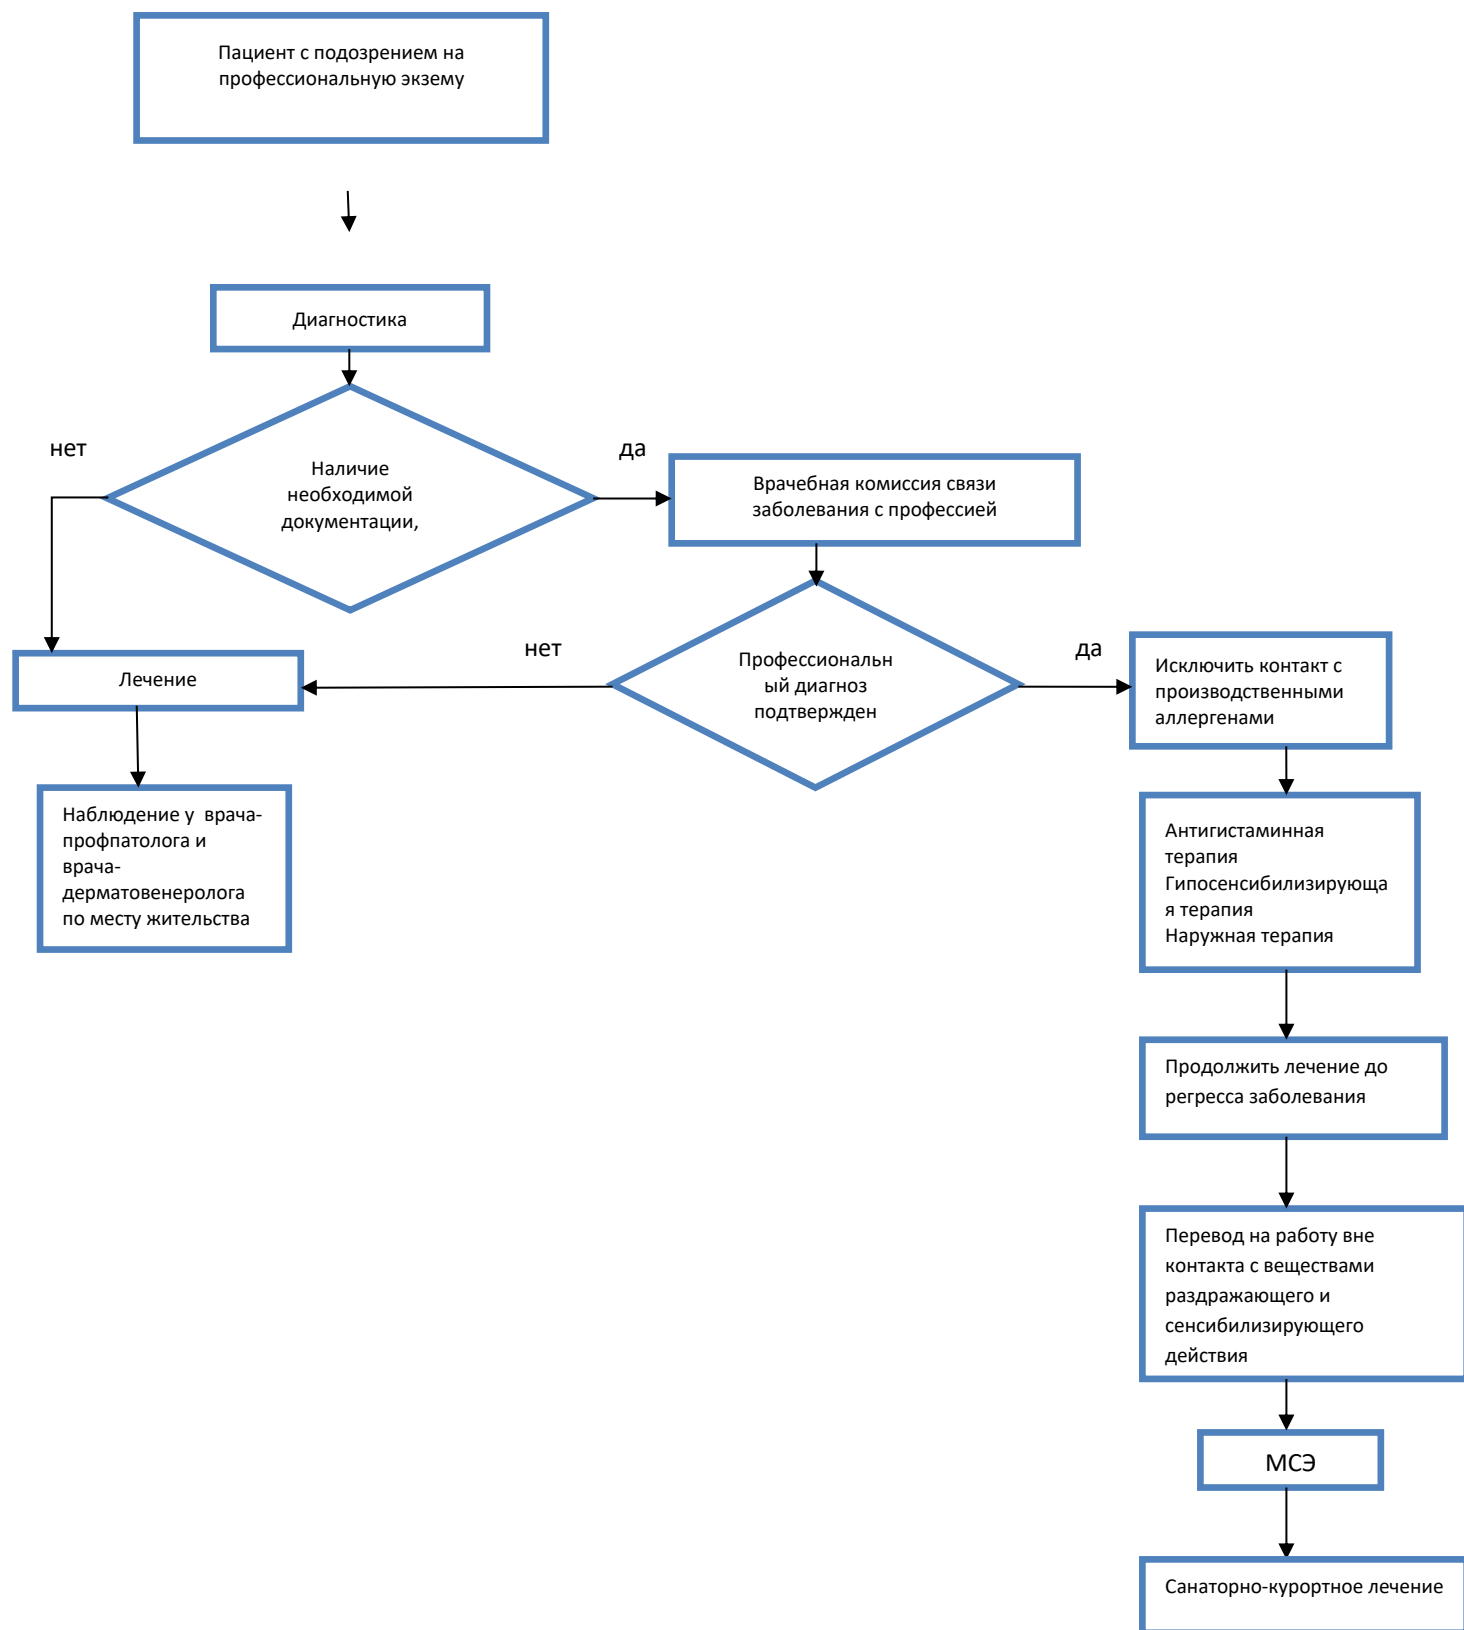 Пациент с подозрением на
профессиональную экзему
Диагностика
нет
да
Наличие
необходимой
документации,
Врачебная комиссия связи
заболевания с профессией
нет
да
Лечение
Профессиональн
ый диагноз
подтвержден
Исключить контакт с
производственными
аллергенами
Наблюдение у  врача-
профпатолога и
врача-
дерматовенеролога
по месту жительства
Антигистаминная
терапия
Гипосенсибилизирующа
я терапия
Наружная терапия
Продолжить лечение до
регресса заболевания
Перевод на работу вне
контакта с веществами
раздражающего и
сенсибилизирующего
действия
МСЭ
Санаторно-курортное лечение